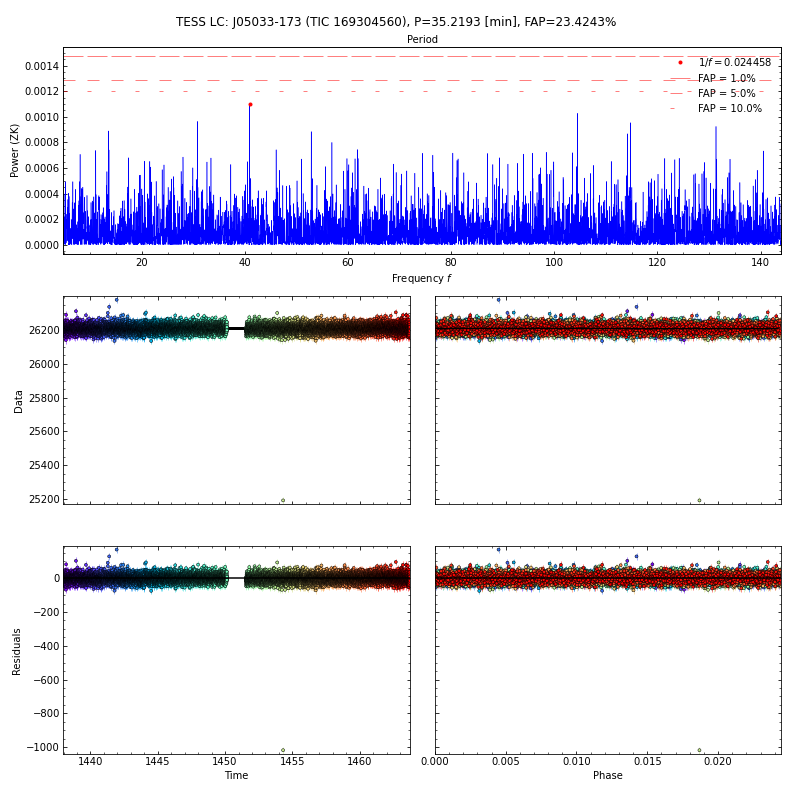 TESS LC: J05033-173 (TIC 169304560), P=35.2193 [min], FAP=23.4243%
Period
Power (ZK)
0.0014
0.0012
0.0010
0.0008
0.0006
0.0004
0.0002
0.0000
1/f = 0.024458
FAP = 1.0%
FAP = 5.0%
FAP = 10.0%
20 40 60 80 100 120 140
Frequency f
Data
26200
26000
25800
25600
25400
25200
Residuals
0
−200
−400
−600
−800
−1000
1440 1445 1450 1455 1460
Time
0.000 0.005 0.010 0.015 0.020
Phase